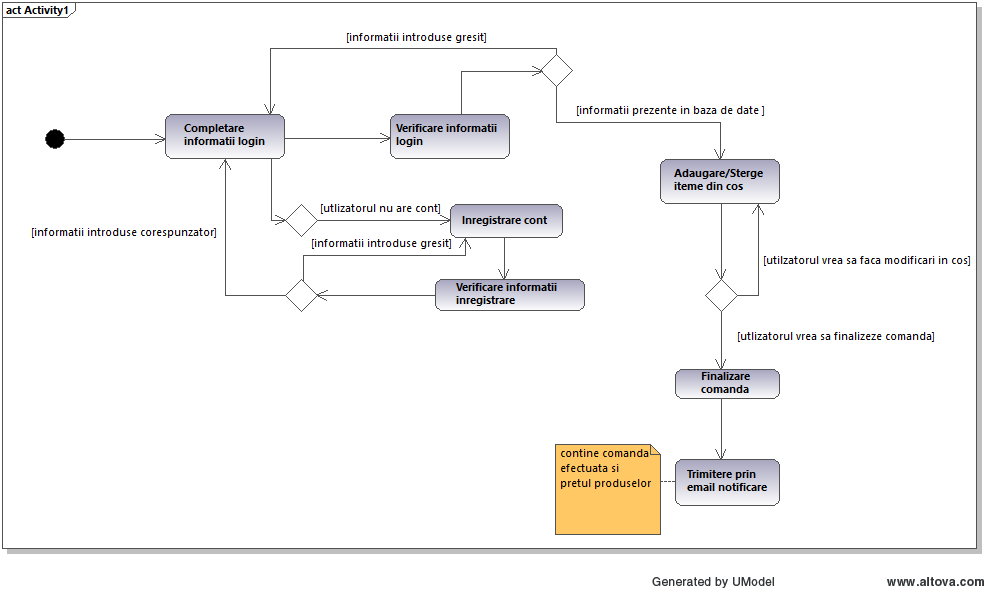 act Activity1
[informatii introduse gresit]
[informatii prezente in baza de date ]
Completare
informatii login
Verificare informatii
login
Adaugare/Sterge
iteme din cos
[utlizatorul nu are cont]
Inregistrare cont
[informatii introduse corespunzator]
[informatii introduse gresit]
[utilzatorul vrea sa faca modificari in cos]
Verificare informatii
inregistrare
[utlizatorul vrea sa finalizeze comanda]
Finalizare
comanda
contine comanda
efectuata si
pretul produselor
Trimitere prin
email notificare
Generated by UModel
www.altova.com